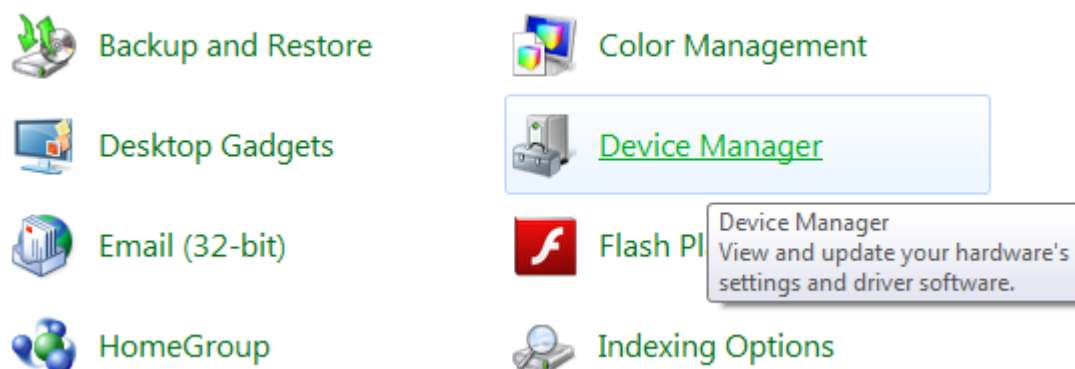 Backup and Restore
Color Management
Desktop Gadgets
Device Manager
Email (32-bit)
Flash Pl
Device Manager
View and update your hardware's
settings and driver software.
HomeGroup
Indexing Options